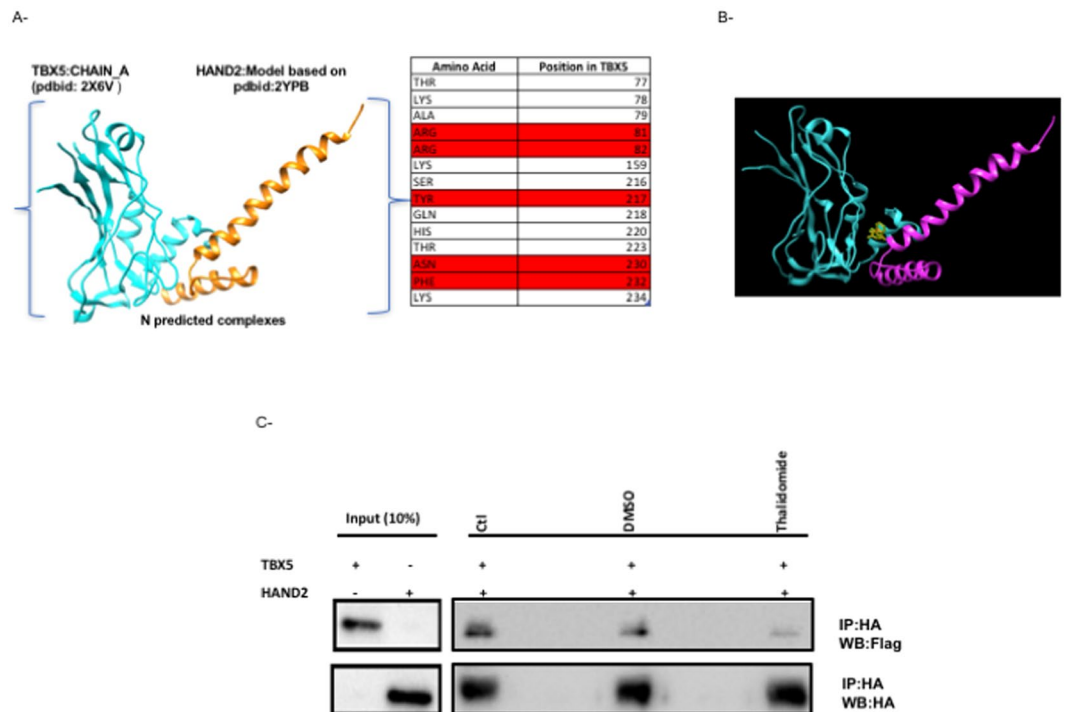 A-
B-
TBX5:CHAIN_A
(pdbid: 2X6V )
HAND2:Model based on
pdbid:2YPB
N predicted complexes
Amino Acid Position in TBX5
THR 77
LYS 78
ALA 79
ARG 81
ARG 82
LYS 159
SER 216
TYR 217
GLN 218
HIS 220
THR 223
ASN 230
PHE 232
LYS 234
C-
Input (10%) Ctl DMSO Thalidomide
TBX5 + - + + +
HAND2 - + + + +
IP:HA
WB:Flag
IP:HA
WB:HA